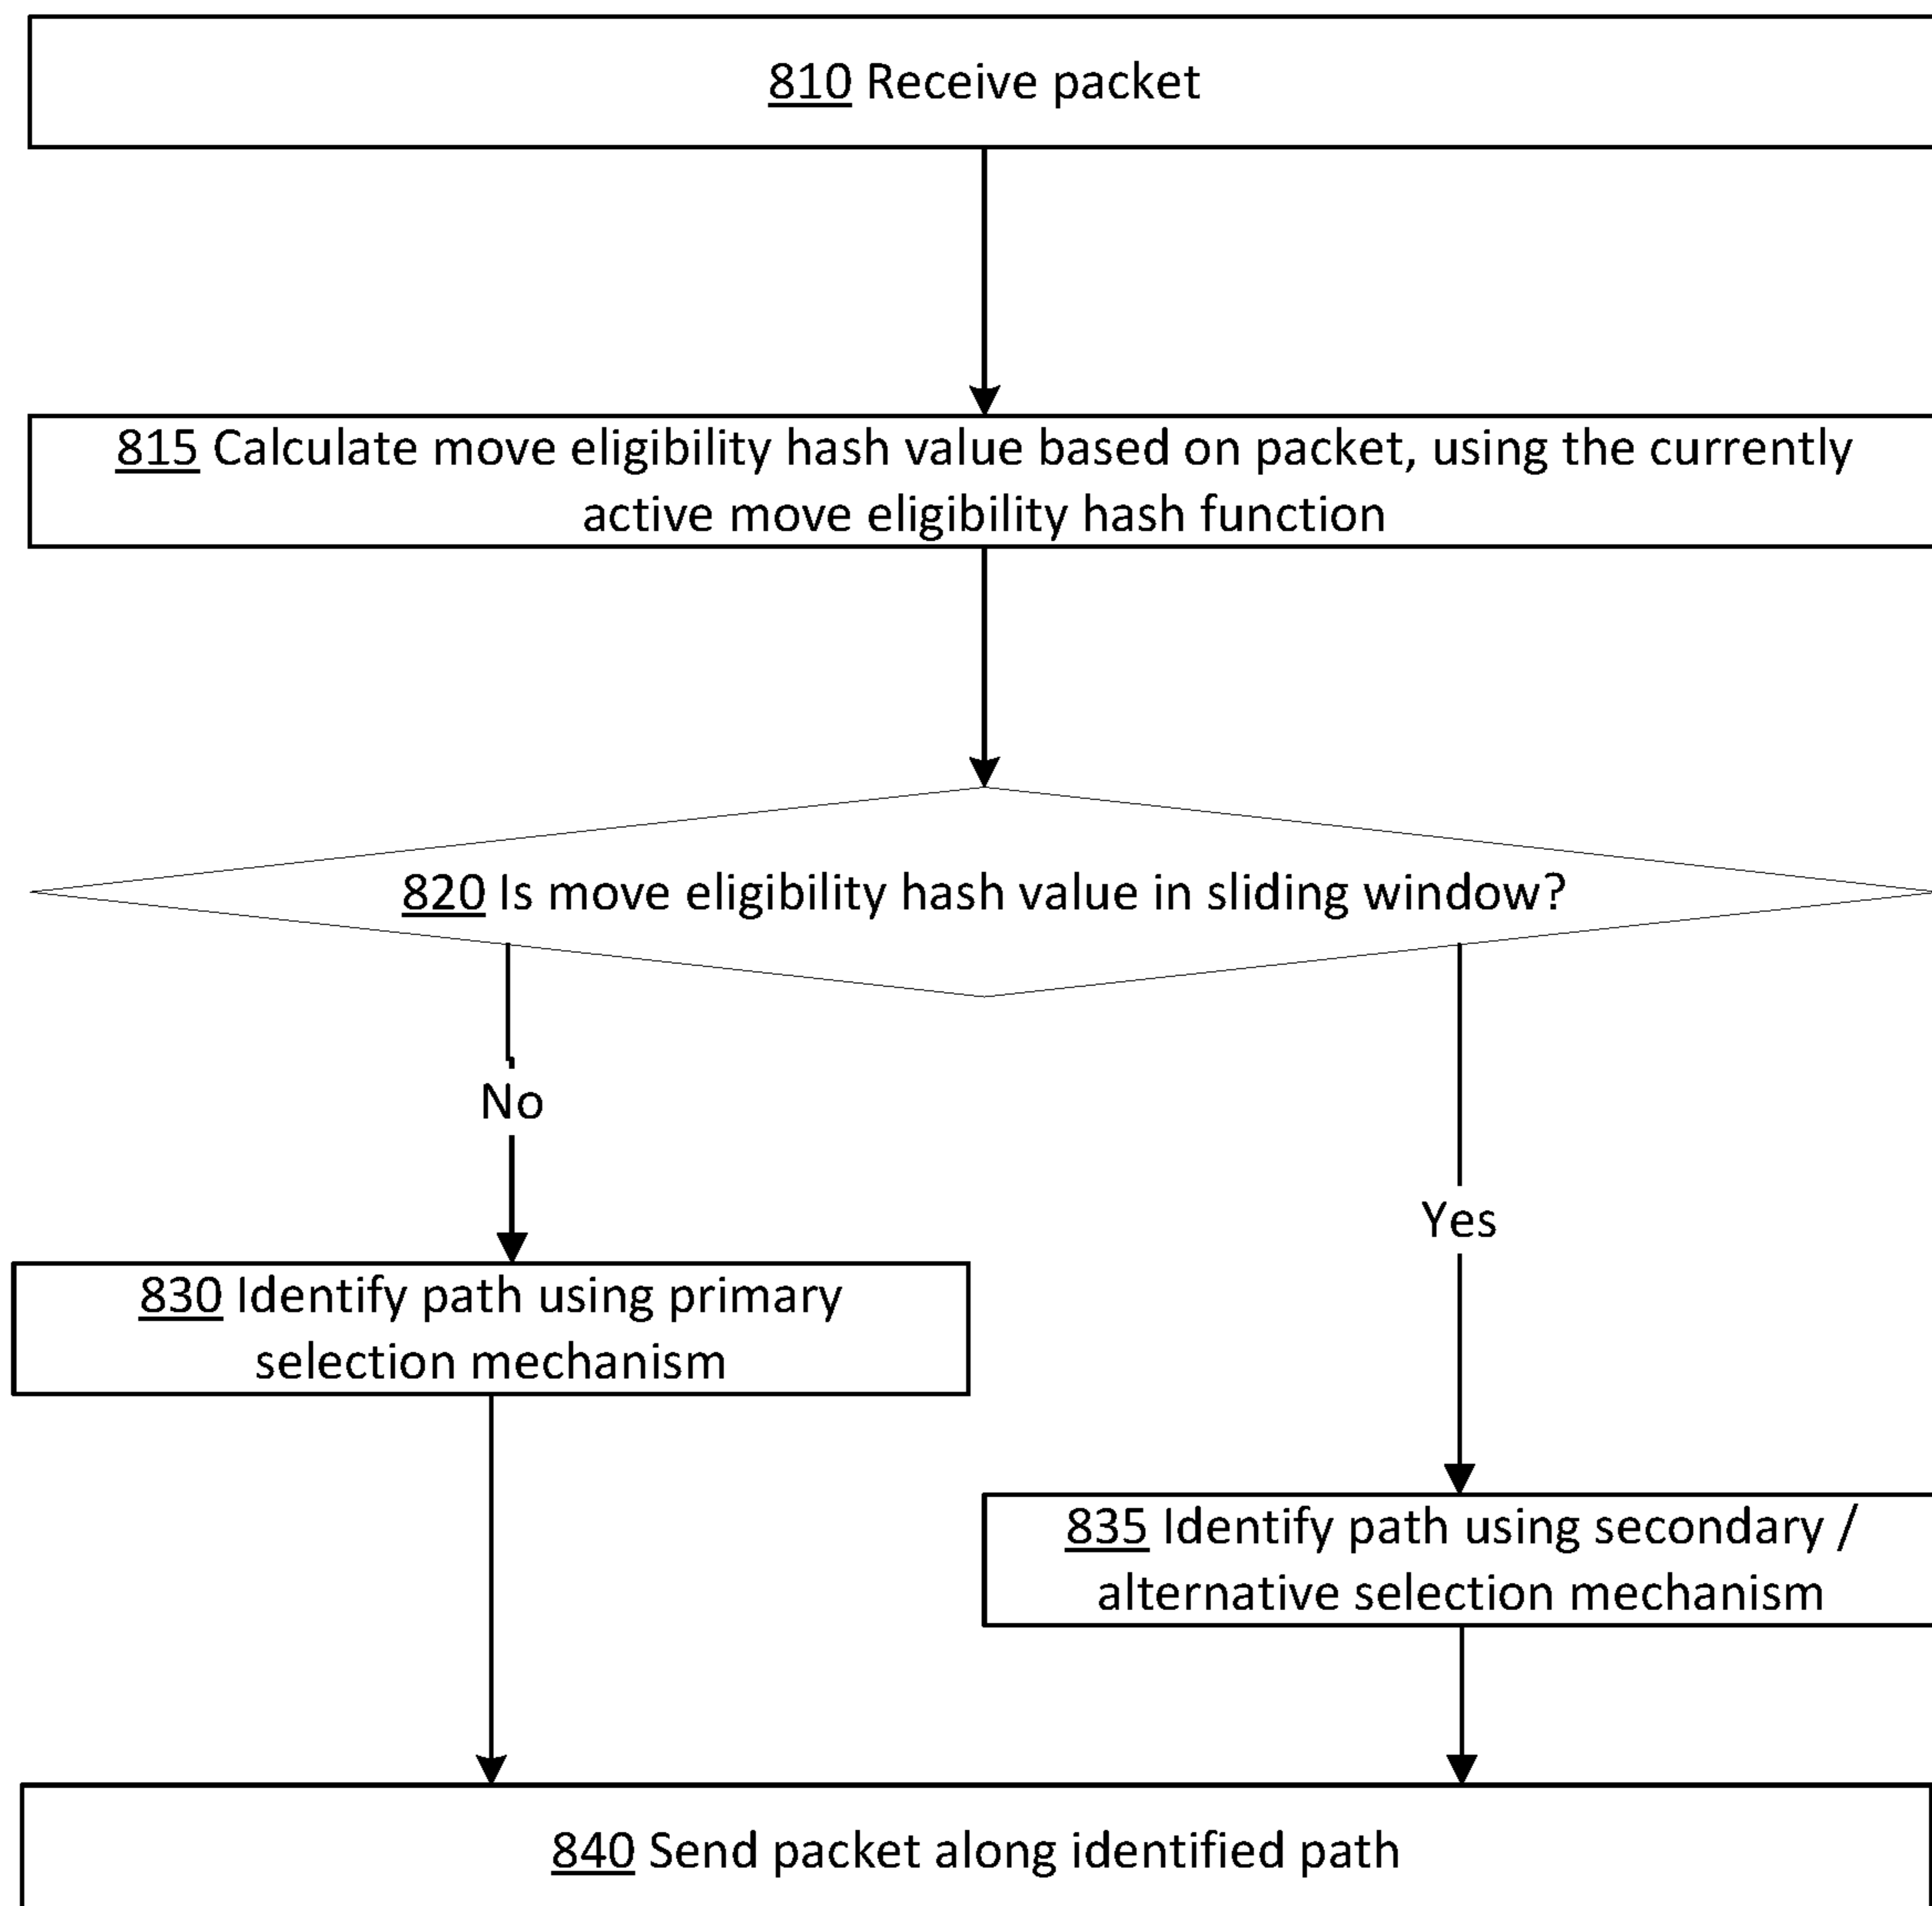 810 Receive packet
815 Calculate move eligibility hash value based on packet, using the currently
active move eligibility hash function
820 Is move eligibility hash value in sliding window?
No
Yes
830 Identify path using primary
selection mechanism
835 Identify path using secondary /
alternative selection mechanism
840 Send packet along identified path